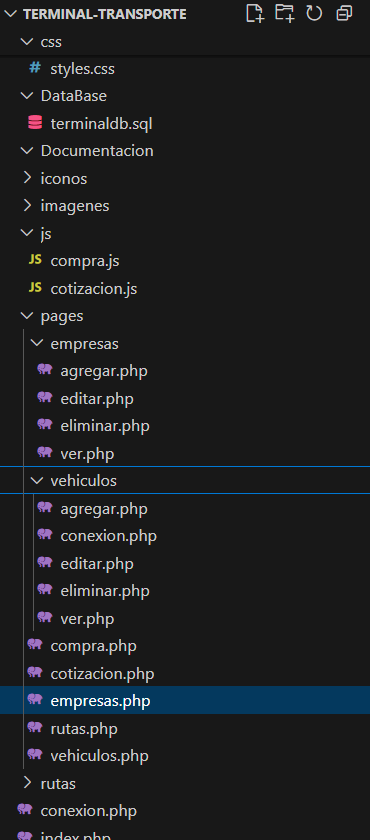 TERMINAL-TRANSPORTE
css
# styles.css
DataBase
terminaldb.sql
Documentacion
iconos
imagenes
js
JS compra.js
JS cotizacion.js
pages
empresas
agregar.php
editar.php
eliminar.php
ver.php
vehiculos
agregar.php
conexion.php
editar.php
eliminar.php
ver.php
compra.php
cotizacion.php
empresas.php
rutas.php
vehiculos.php
rutas
conexion.php
index.php